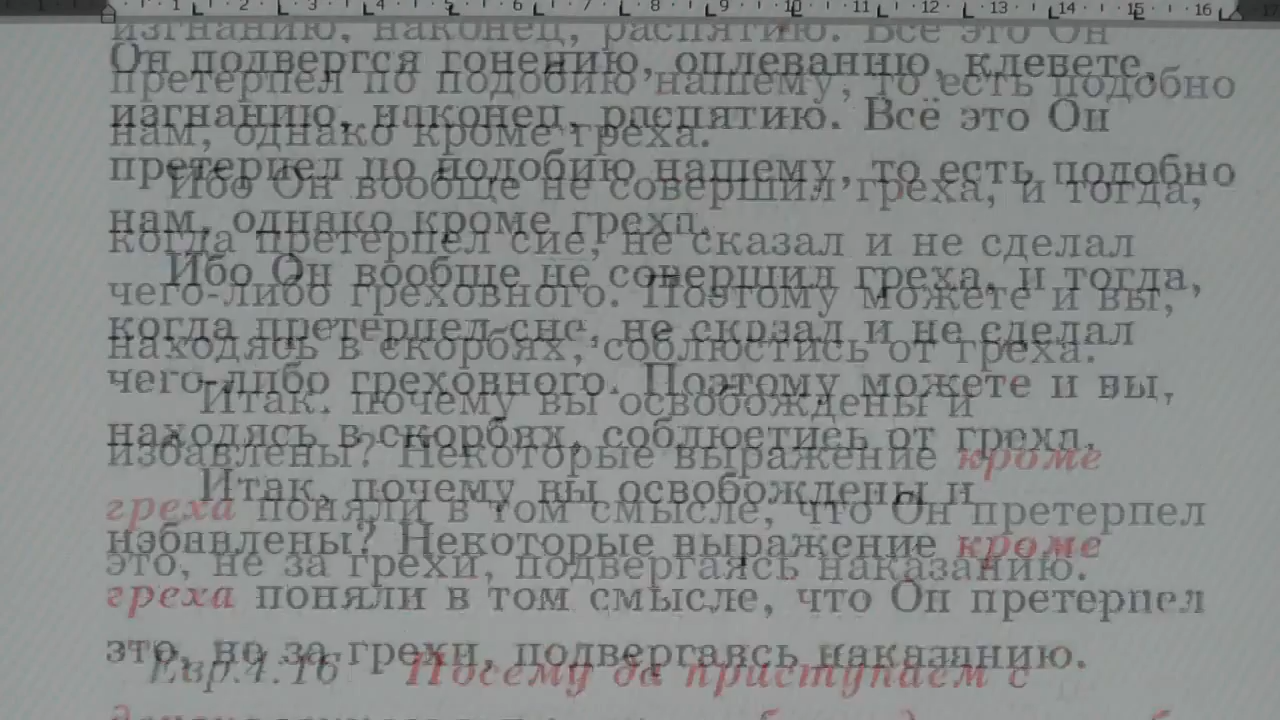 Он подвергся гонению, оплеванию, клевете,
изгнанию, наконец, распятию. Всё это Он
претерпел по подобию нашему, то есть подобно
нам, однако кроме греха.
Ибо Он вообще не совершил греха, и тогда,
когда претерпел сие, не сказал и не сделал
чего-либо греховного. Поэтому можете и вы,
находясь в скорбях, соблюстись от греха.
Итак, почему вы освобождены и
избавлены? Некоторые выражение кроме
греха поняли в том смысле, что Он претерпел
это, не за грехи, подвергаясь наказанию.
Евр.4.16 Посему да приступаем с